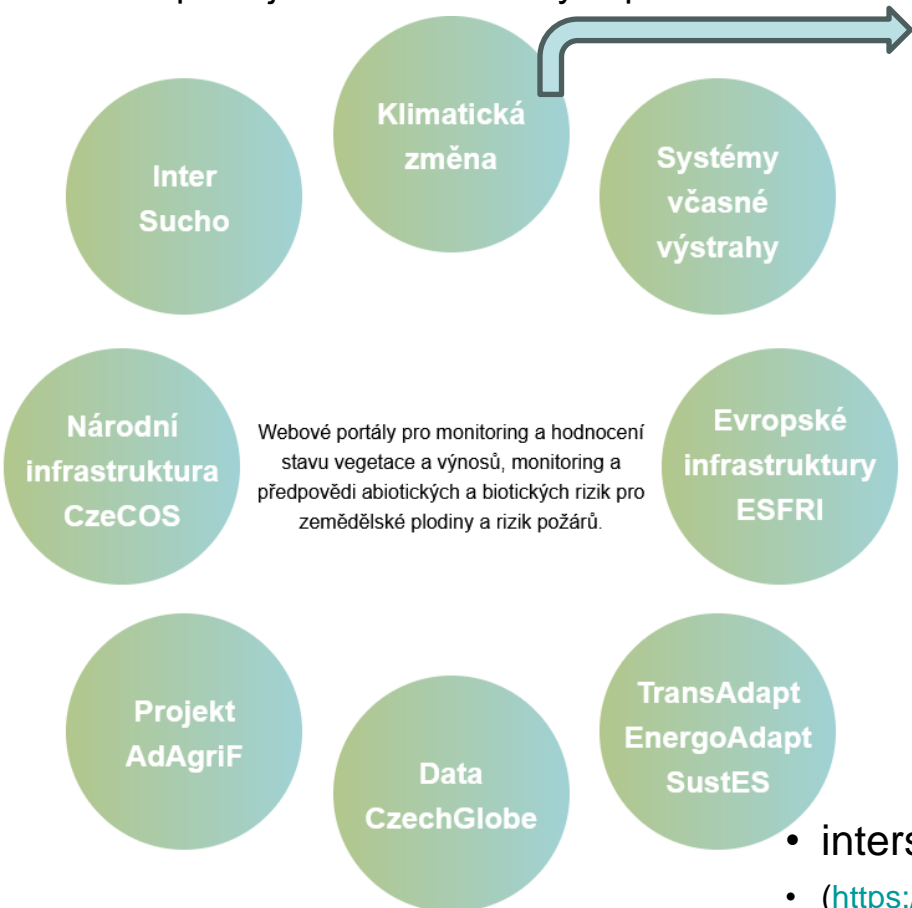 Klimatická
změna
Systémy
včasné
výstrahy
Evropské
infrastruktury
ESFRI
TransAdapt
EnergoAdapt
SustES
Data
CzechGlobe
Projekt
AdAgriF
Národní
infrastruktura
CzeCOS
Inter
Sucho
Webové portály pro monitoring a hodnocení
stavu vegetace a výnosů, monitoring a
předpovědi abiotických a biotických rizik pro
zemědělské plodiny a rizik požárů.
• inters
• (https:/